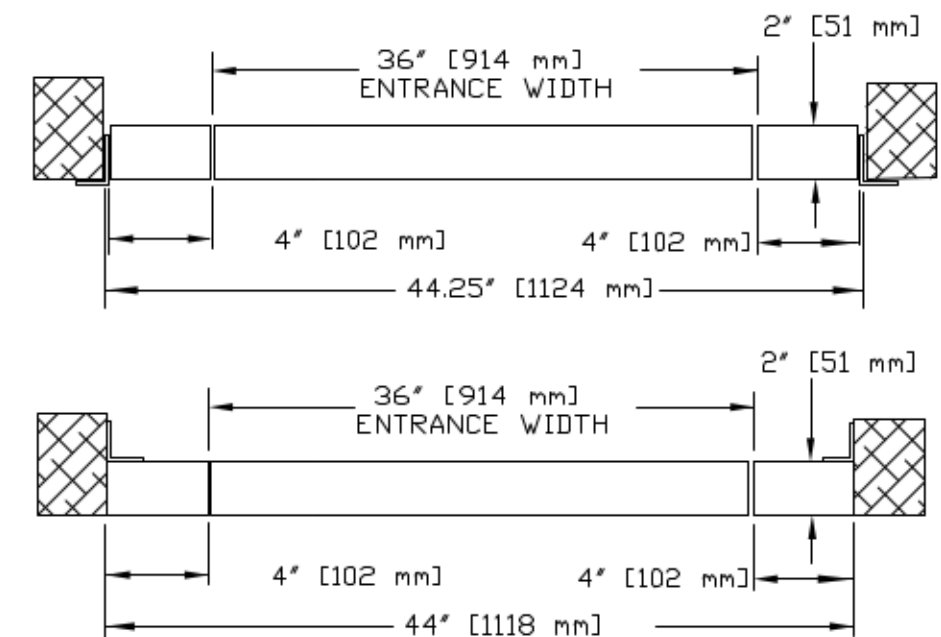 2" [51 mm]
36" [914 mm]
ENTRANCE WIDTH
4" [102 mm]
4" [102 mm]
44.25" [1124 mm]
2" [51 mm]
36" [914 mm]
ENTRANCE WIDTH
4" [102 mm]
4" [102 mm]
44" [1118 mm]